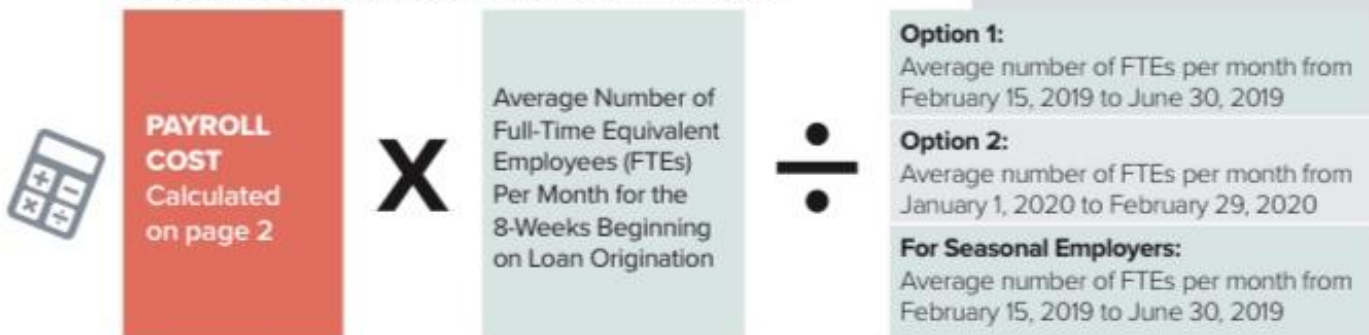 PAYROLL
COST
Calculated
on page 2
X
Average Number of
Full-Time Equivalent
Employees (FTEs)
Per Month for the
8-Weeks Beginning
on Loan Origination
÷
Option 1:
Average number of FTEs per month from
February 15, 2019 to June 30, 2019
Option 2:
Average number of FTEs per month from
January 1, 2020 to February 29, 2020
For Seasonal Employers:
Average number of FTEs per month from
February 15, 2019 to June 30, 2019